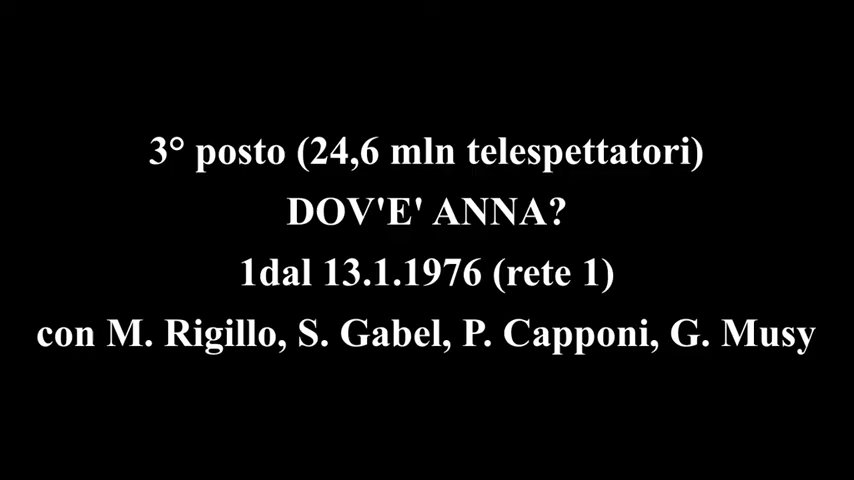 3° posto (24,6 mln telespettatori)
DOV'E' ANNA?
1dal 13.1.1976 (rete 1)
con M. Rigillo, S. Gabel, P. Capponi, G. Musy